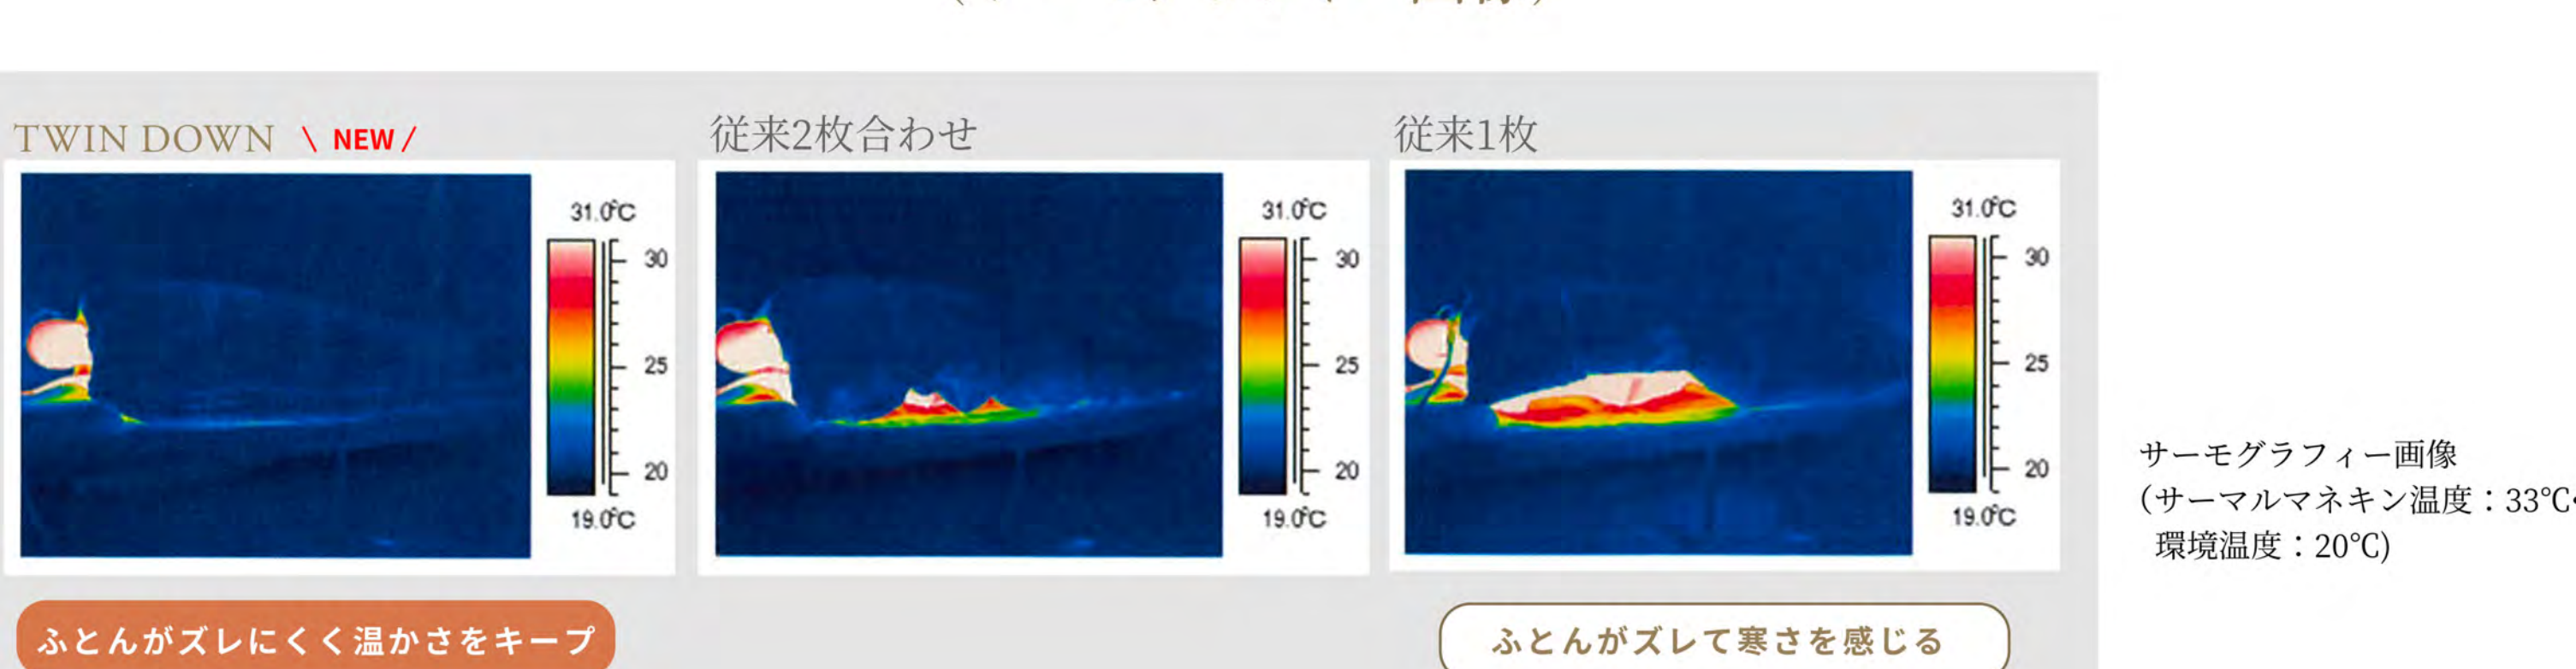 TWIN DOWN \ NEW /
従来2枚合わせ
従来1枚
31.0℃
30
25
20
19.0℃
31.0℃
30
25
20
19.0℃
31.0℃
30
25
20
19.0℃
サーモグラフィー画像
(サーマルマネキン温度：33℃・
環境温度：20℃)
ふとんがズレにくく温かさをキープ
ふとんがズレて寒さを感じる